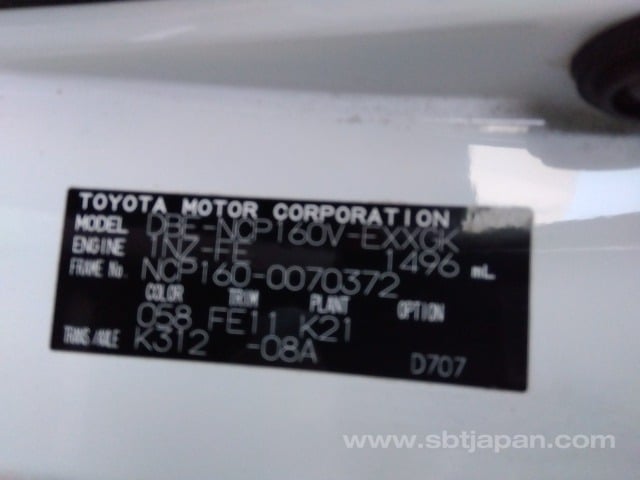 TOYOTA MOTOR CORPORATION
MODEL DBE-NCP160V-EXXGK
ENGINE 1NZ-FE 1496 mL
FRAME No. NCP160-0070372
COLOR TRIM PLANT OPTION
058 FE11 K21
TRANS/AXLE K312 -08A D707
www.sbtjapan.com